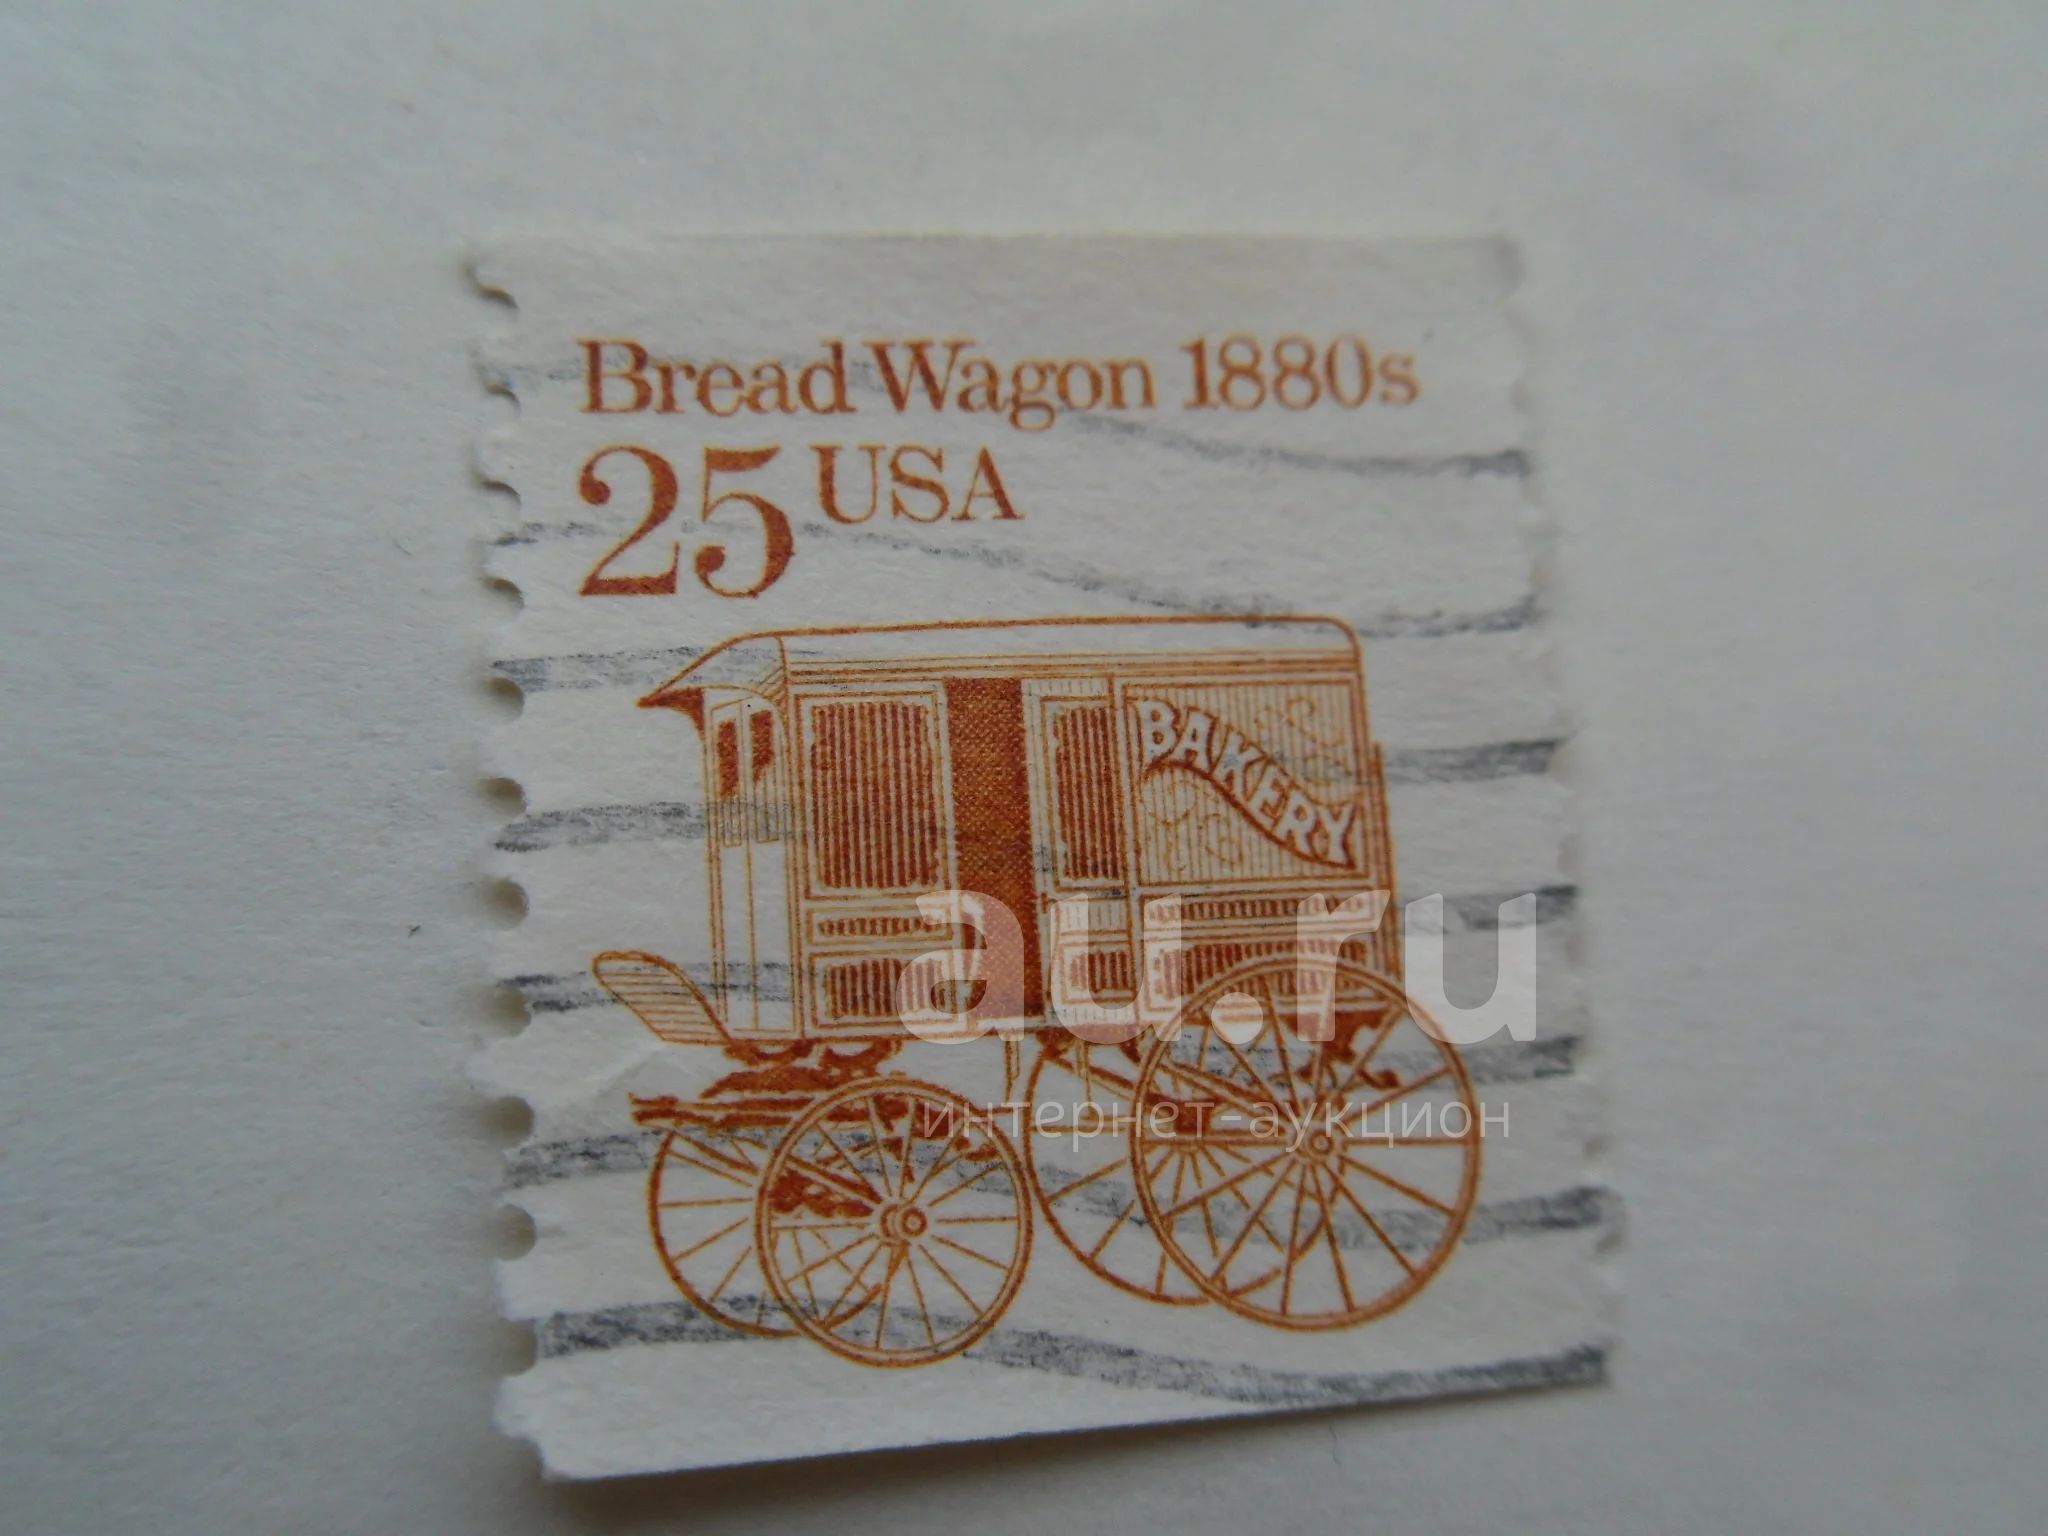 Bread Wagon 1880s
25 USA
BAKERY
au.ru
интернет-аукцион